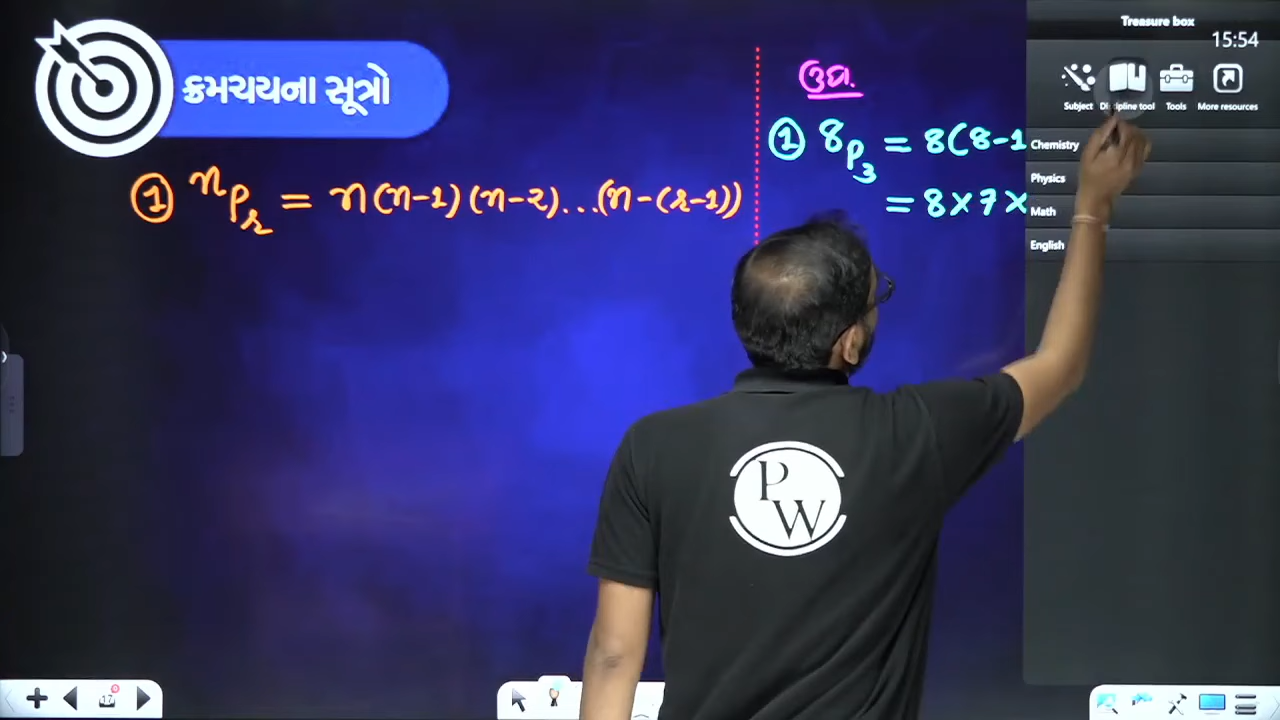 ક્રમચયના સૂત્રો
① ⁿPᵣ = n(n-1)(n-2)...(n-(r-1))
ઉદા.
① ⁸P₃ = 8(8-1
= 8×7×
Treasure box
15:54
Subject Discipline tool Tools More resources
Chemistry
Physics
Math
English
PW
17